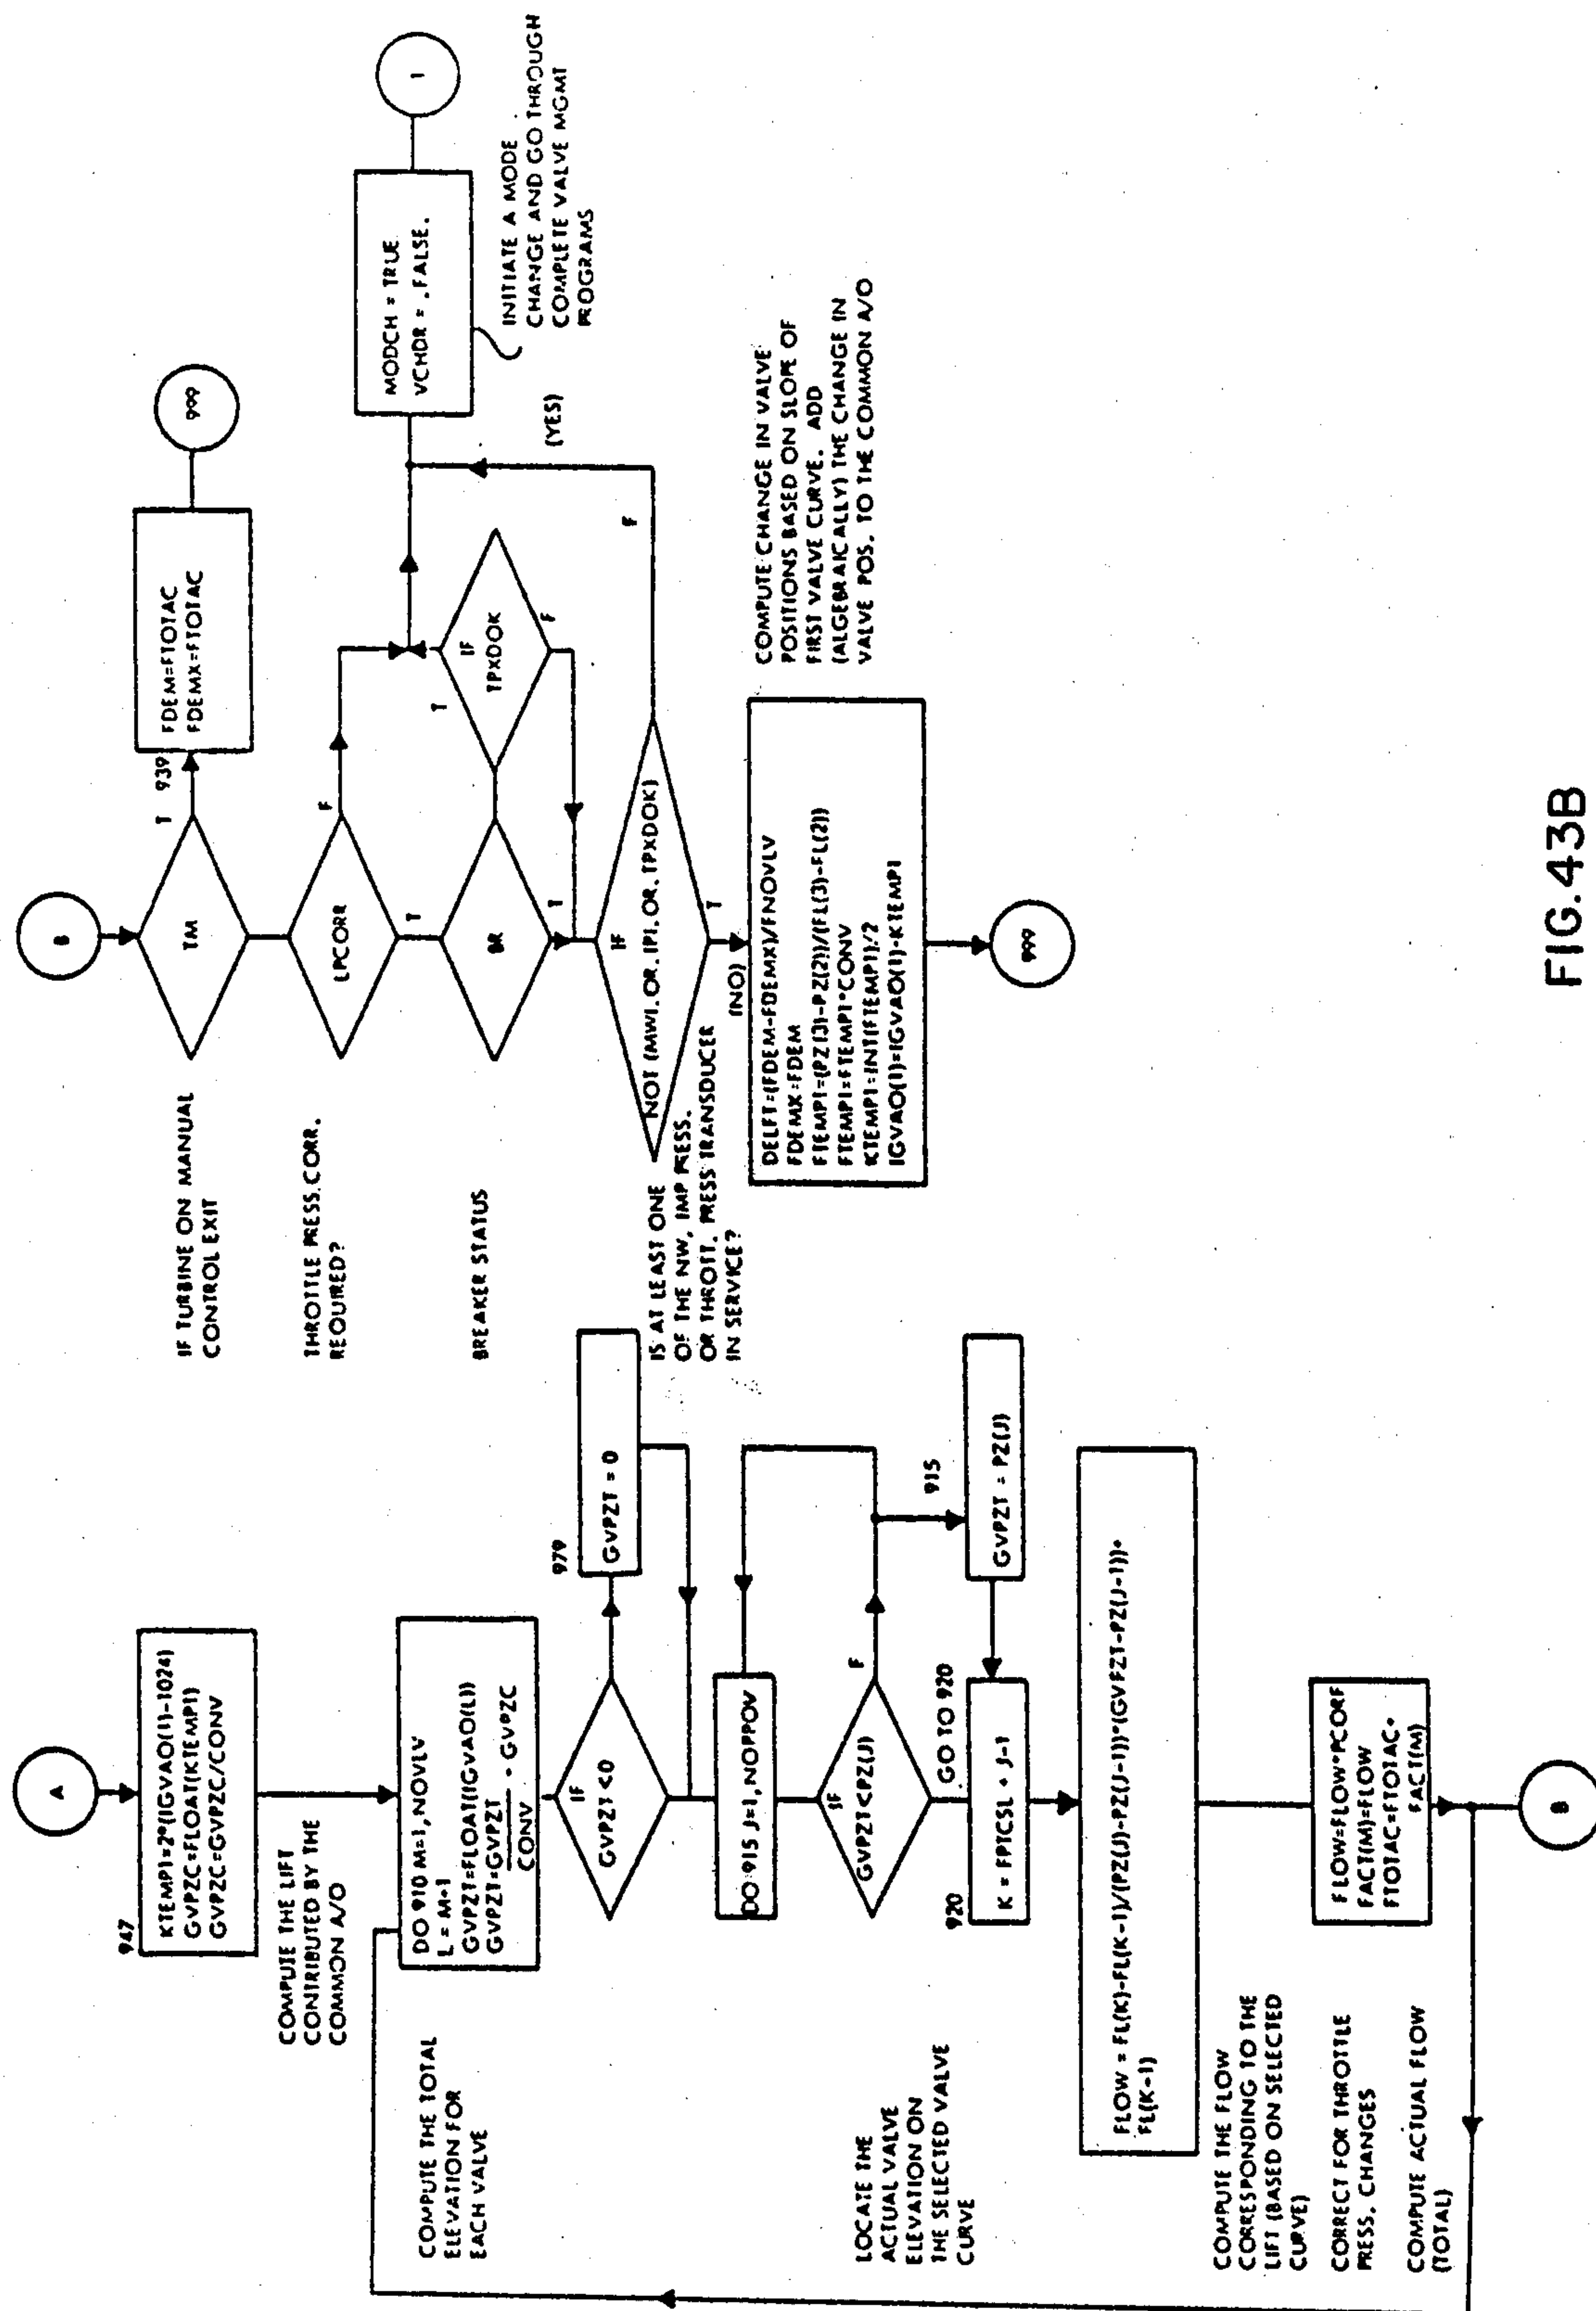 A
947
KTEMP1=2*(IGVAO(1)-1024)
GVPZC=FLOAT(KTEMP1)
GVPZC=GVPZC/CONV
COMPUTE THE LIFT
CONTRIBUTED BY THE
COMMON A/O
DO 910 M=1,NOVLV
L = M+1
GVPZT=FLOAT(IGVAO(L))
GVPZT=GVPZT - GVPZC
CONV
COMPUTE THE TOTAL
ELEVATION FOR
EACH VALVE
IF
GVPZT <0
979
GVPZT = 0
DO 915 J=1, NOPPOV
IF
GVPZT<PZ(J)
F
915
GVPZT = PZ(J)
GO TO 920
920
K = FPTCSL + J-1
LOCATE THE
ACTUAL VALVE
ELEVATION ON
THE SELECTED VALVE
CURVE
FLOW = FL(K)-FL(K-1)/(PZ(J)-PZ(J-1))*(GVPZT-PZ(J-1))+
FL(K-1)
COMPUTE THE FLOW
CORRESPONDING TO THE
LIFT (BASED ON SELECTED
CURVE)
FLOW=FLOW*PCORF
FACT(M)=FLOW
FTOTAC=FTOTAC+
FACT(M)
CORRECT FOR THROTTLE
PRESS. CHANGES
COMPUTE ACTUAL FLOW
(TOTAL)
B
B
IF TURBINE ON MANUAL
CONTROL EXIT
TM
T
939
FDEM=FTOTAC
FDEMX=FTOTAC
999
THROTTLE PRESS.CORR.
REQUIRED?
LPCORR
F
T
BREAKER STATUS
BR
T
IF
TPXDOK
T
F
MODCH = TRUE
VCHDR = .FALSE.
1
INITIATE A MODE
CHANGE AND GO THROUGH
COMPLETE VALVE MGMT
PROGRAMS
IS AT LEAST ONE
OF THE NW, IMP PRESS.
OR THROTT. PRESS TRANSDUCER
IN SERVICE?
IF
NOT (MWI.OR.IPI.OR.TPXDOK)
F
(YES)
T
(NO)
DELFT=(FDEM-FDEMX)/FNOVLV
FDEMX=FDEM
FTEMP1=(PZ(3)-PZ(2))/(FL(3)-FL(2))
FTEMP1=FTEMP1*CONV
KTEMP1=INT(FTEMP1)/2
IGVAO(1)=IGVAO(1)+KTEMP1
COMPUTE CHANGE IN VALVE
POSITIONS BASED ON SLOPE OF
FIRST VALVE CURVE. ADD
(ALGEBRAICALLY) THE CHANGE IN
VALVE POS. TO THE COMMON A/O
999
FIG.43B